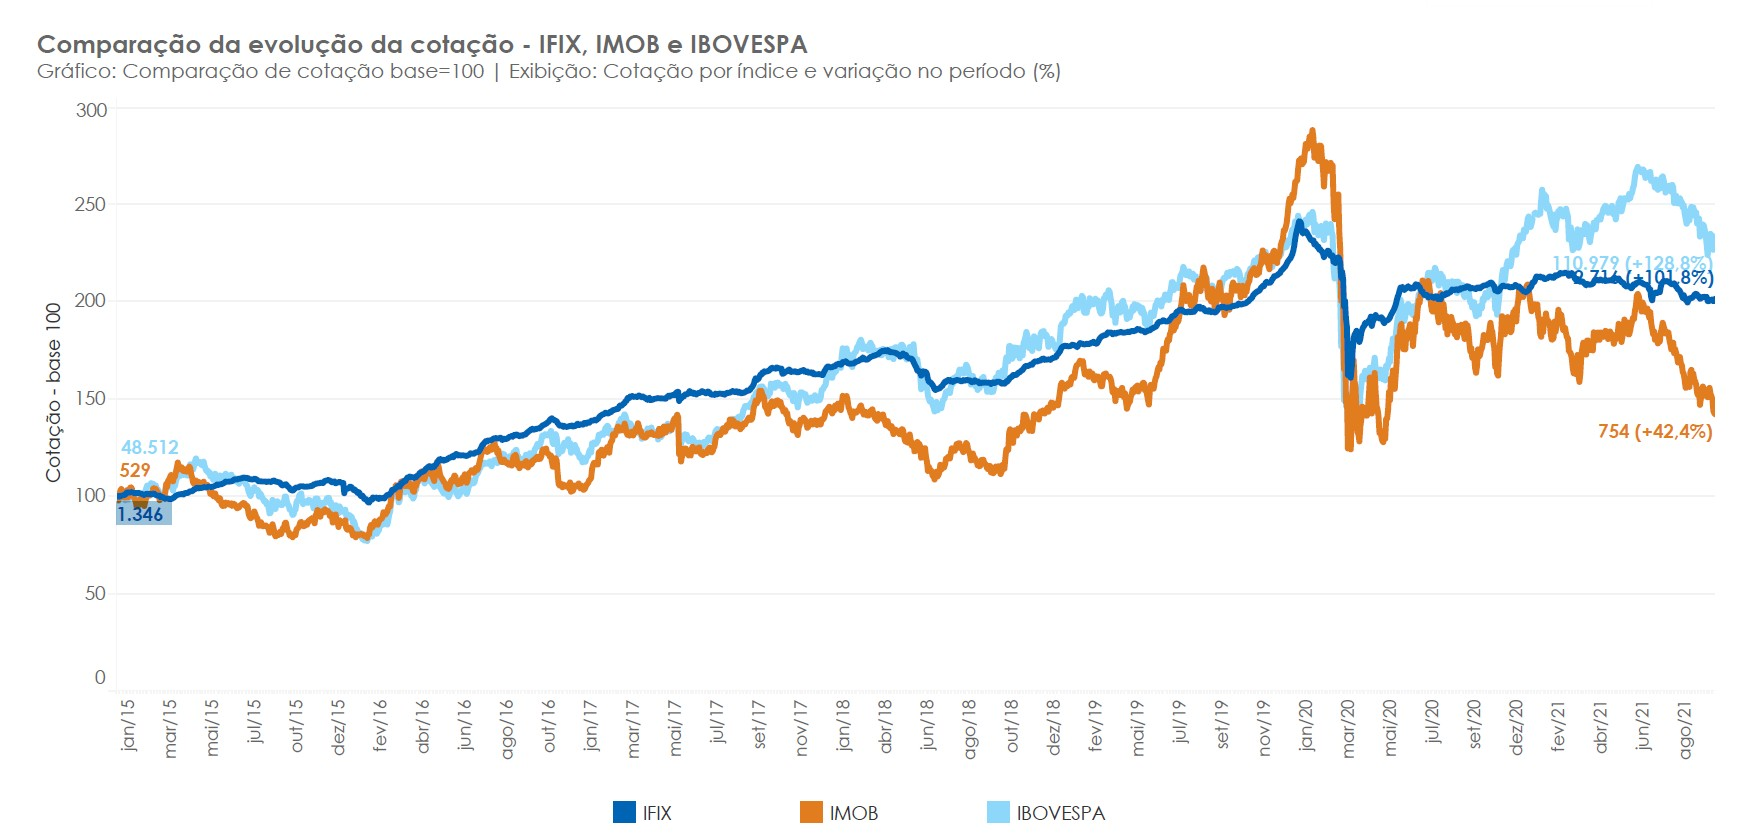 Comparação da evolução da cotação - IFIX, IMOB e IBOVESPA
Gráfico: Comparação de cotação base=100 | Exibição: Cotação por índice e variação no período (%)
300
250
200
150
100
50
0
Cotação - base 100
48.512
529
1.346
110.979 (+128,8%)
2.716 (+101,8%)
754 (+42,4%)
jan/15
mar/15
mai/15
jul/15
out/15
dez/15
fev/16
abr/16
jun/16
ago/16
out/16
jan/17
mar/17
mai/17
jul/17
set/17
nov/17
jan/18
abr/18
jun/18
ago/18
out/18
dez/18
fev/19
mai/19
jul/19
set/19
nov/19
jan/20
mar/20
mai/20
jul/20
set/20
dez/20
fev/21
abr/21
jun/21
ago/21
IFIX
IMOB
IBOVESPA